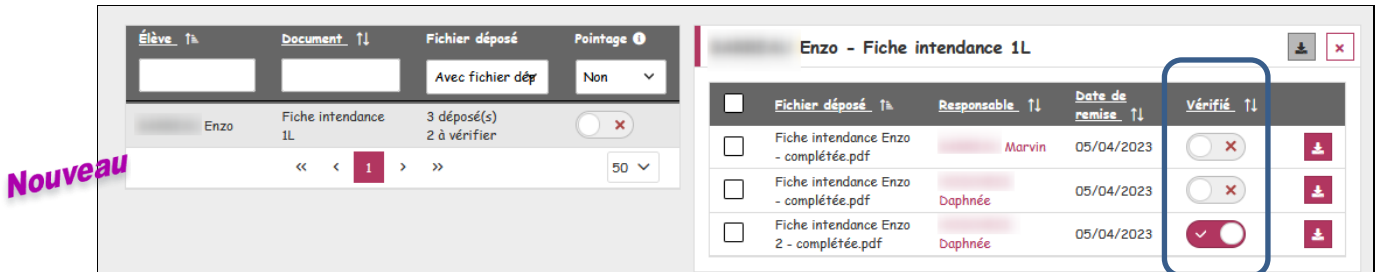 Nouveau
Élève
Document
Fichier déposé
Pointage
Avec fichier dép
Non
Enzo
Fiche intendance
1L
3 déposé(s)
2 à vérifier
«
‹
1
›
»
50
Enzo - Fiche intendance 1L
Fichier déposé
Responsable
Date de
remise
Vérifié
Fiche intendance Enzo
- complétée.pdf
Marvin
05/04/2023
Fiche intendance Enzo
- complétée.pdf
Daphnée
05/04/2023
Fiche intendance Enzo
2 - complétée.pdf
Daphnée
05/04/2023